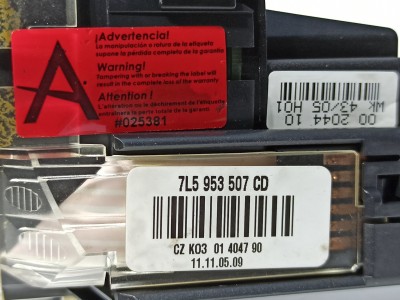 ¡Advertencia!
La manipulación o rotura de la etiqueta
supone la pérdida completa de la garantía
Warning!
Tempering with or breaking the label will
result in the complete loss of the warranty
Attention !
L'altération ou le déchirement de l'étiquette
entraînera la perte totale de la garantie
#025381
A
00 2044 10
WK 43/05 H01
7L5 953 507 CD
CZ K03 01 4047 90
11.11.05.09